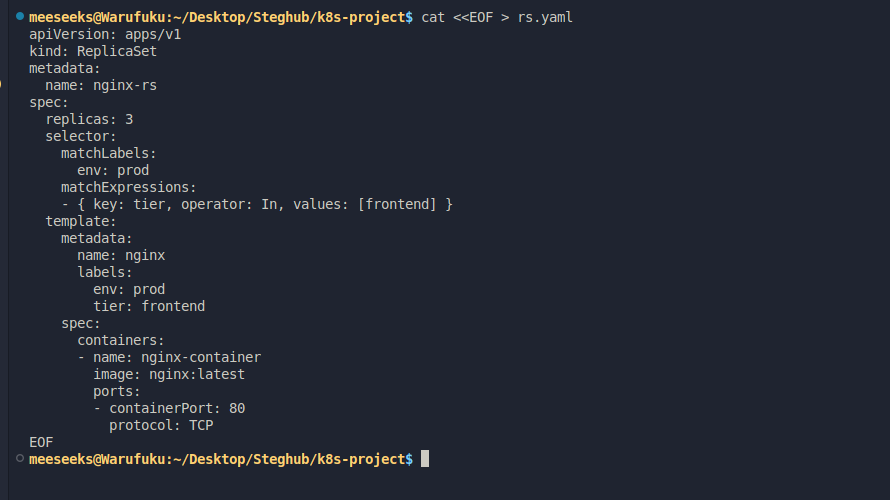 meeseeks@Warufuku:~/Desktop/Steghub/k8s-project$ cat <<EOF > rs.yaml
apiVersion: apps/v1
kind: ReplicaSet
metadata:
  name: nginx-rs
spec:
  replicas: 3
  selector:
    matchLabels:
      env: prod
    matchExpressions:
    - { key: tier, operator: In, values: [frontend] }
  template:
    metadata:
      name: nginx
      labels:
        env: prod
        tier: frontend
    spec:
      containers:
      - name: nginx-container
        image: nginx:latest
        ports:
        - containerPort: 80
          protocol: TCP
EOF
meeseeks@Warufuku:~/Desktop/Steghub/k8s-project$